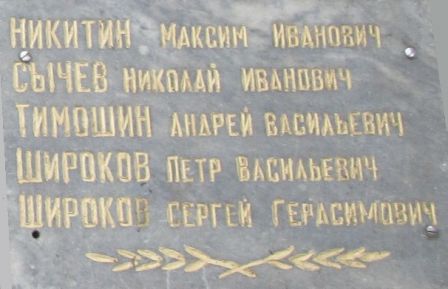 НИКИТИН МАКСИМ ИВАНОВИЧ
СЫЧЕВ НИКОЛАЙ ИВАНОВИЧ
ТИМОШИН АНДРЕЙ ВАСИЛЬЕВИЧ
ШИРОКОВ ПЕТР ВАСИЛЬЕВИЧ
ШИРОКОВ СЕРГЕЙ ГЕРАСИМОВИЧ